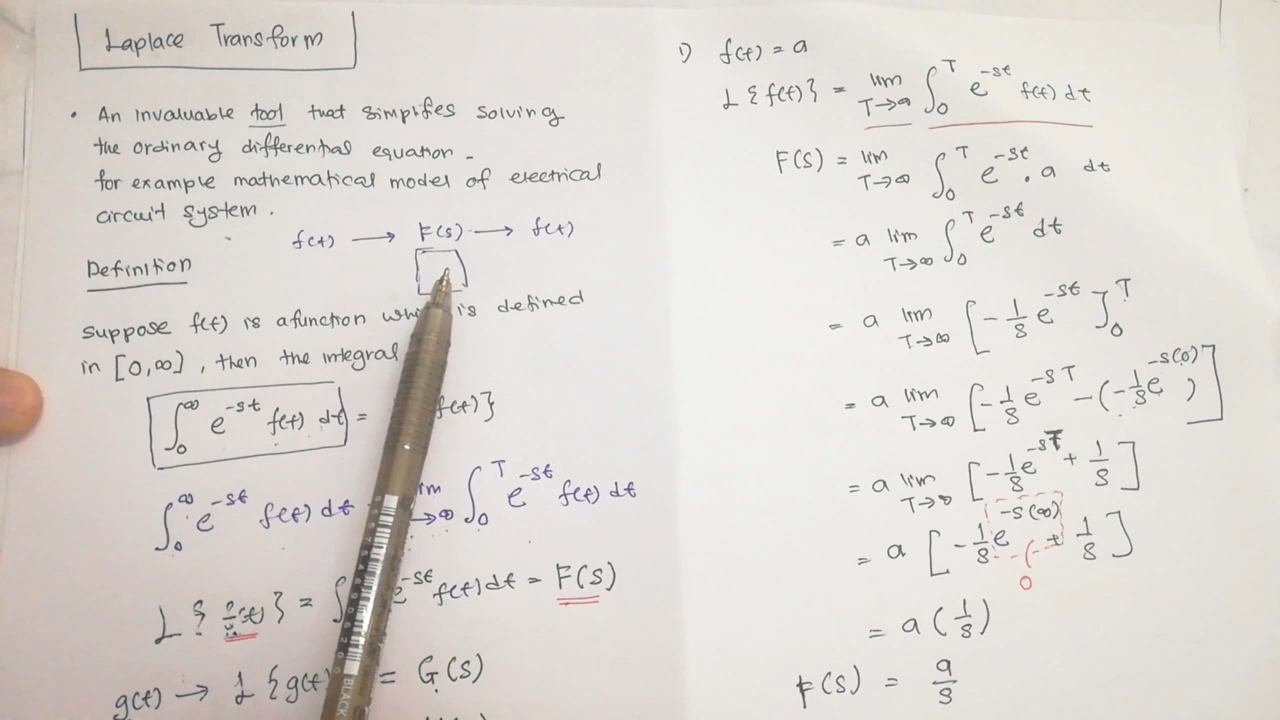 Laplace Transform
• An invaluable tool that simplifes solving
the ordinary differential equation.
for example mathematical model of electrical
circuit system.
f(t) → F(s) → f(t)
Definition
suppose f(t) is a function is defined
in [0,∞), then the integral
∫₀^∞ e^-st f(t) dt = f(t)}
∫₀^∞ e^-st f(t) dt →∞ ∫₀^T e^-st f(t) dt
L { f(t) } = ∫ e^-st f(t) dt = F(s)
g(t) → L {g(t) = G(s)
1) f(t) = a
L {f(t)} = lim T→∞ ∫₀^T e^-st f(t) dt
F(s) = lim T→∞ ∫₀^T e^-st . a dt
= a lim T→∞ ∫₀^T e^-st dt
= a lim T→∞ [-1/s e^-st]₀^T
= a lim T→∞ [-1/s e^-sT - (-1/s e^-s(0))]
= a lim T→∞ [-1/s e^-sT + 1/s]
= a [-1/s e^-s(∞) + 1/s]
0
= a (1/s)
F(s) = a/s
BLACK